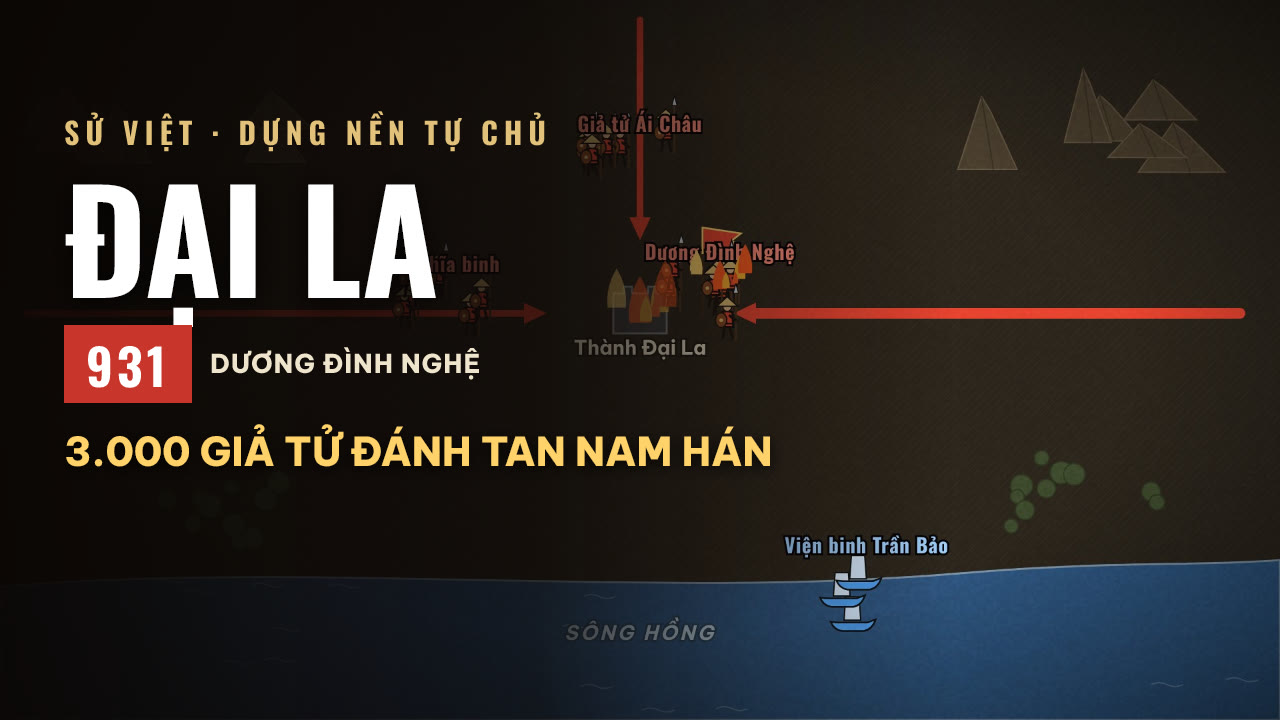 SỬ VIỆT · DỰNG NỀN TỰ CHỦ
ĐẠI LA
931
DƯƠNG ĐÌNH NGHỆ
3.000 GIẢ TỬ ĐÁNH TAN NAM HÁN
Giả tử Ái Châu
Dương Đình Nghệ
binh
Thành Đại La
Viện binh Trần Bảo
SÔNG HỒNG